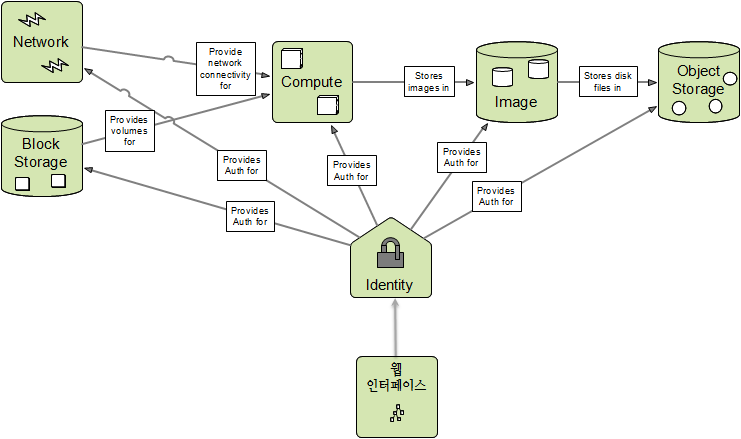 Network
Provide
network
connectivity
for
Compute
Stores
images in
Image
Stores disk
files in
Object
Storage
Block
Storage
Provides
volumes
for
Provides
Auth for
Provides
Auth for
Provides
Auth for
Provides
Auth for
Provides
Auth for
Identity
웹
인터페이스